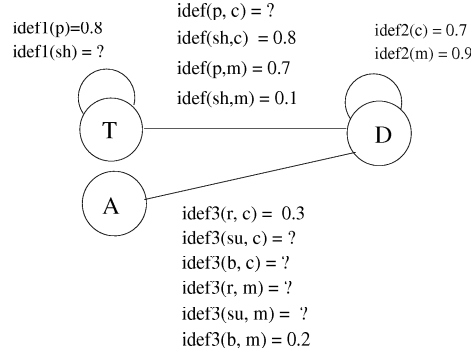 idef1(p)=0.8
idef1(sh) = ?
idef(p, c) = ?
idef(sh,c) = 0.8
idef(p,m) = 0.7
idef(sh,m) = 0.1
idef2(c) = 0.7
idef2(m) = 0.9
T
D
A
idef3(r, c) = 0.3
idef3(su, c) = ?
idef3(b, c) = ?
idef3(r, m) = ?
idef3(su, m) = ?
idef3(b, m) = 0.2